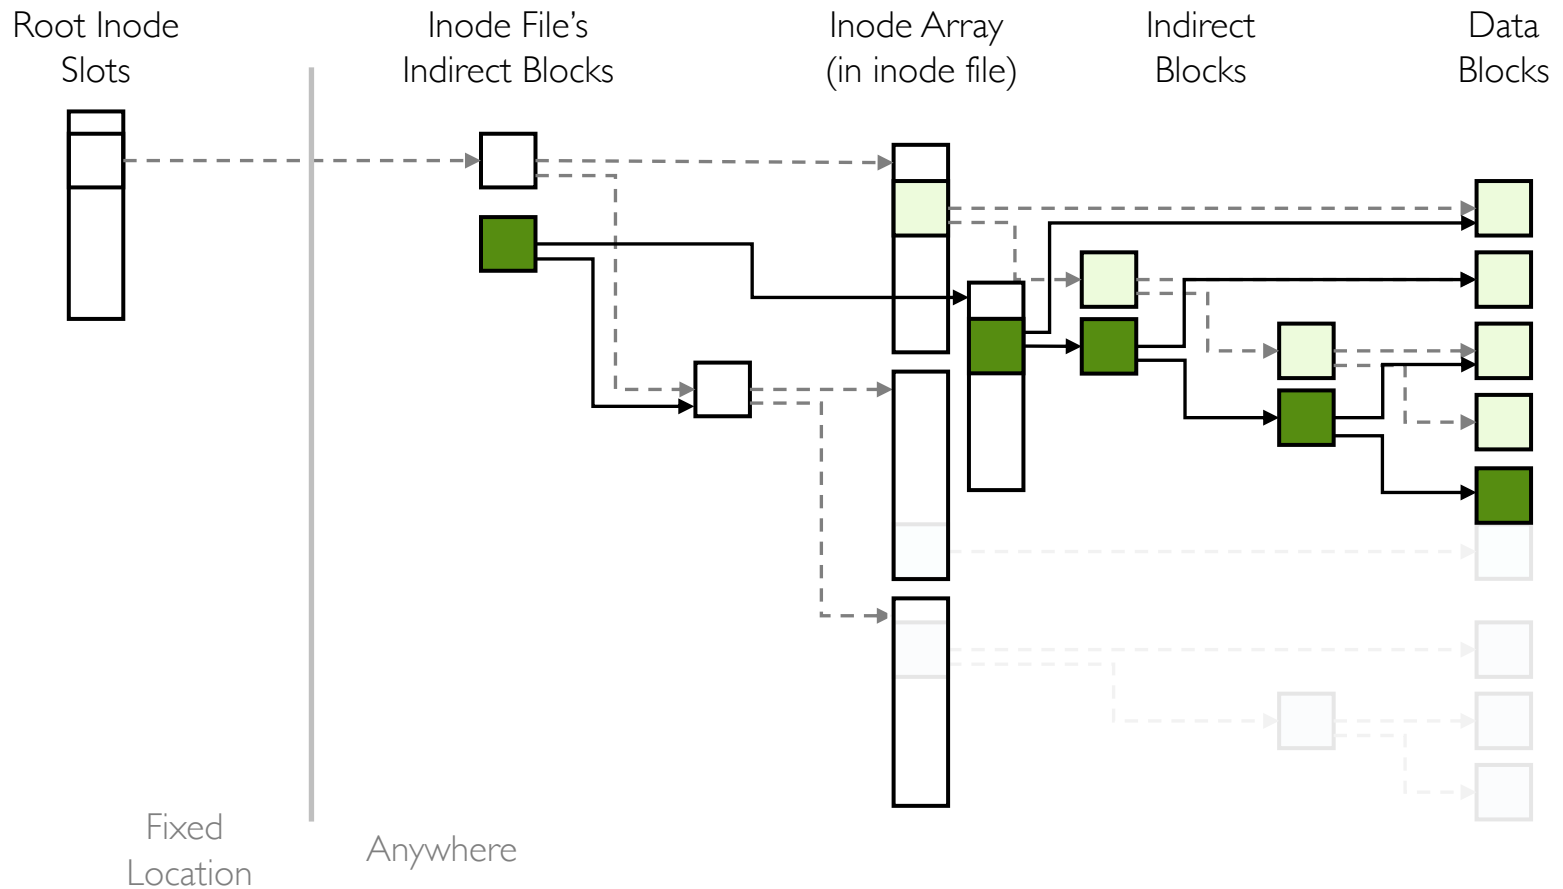 Root Inode
Slots
Inode File’s
Indirect Blocks
Inode Array
(in inode file)
Indirect
Blocks
Data
Blocks
Fixed
Location
Anywhere